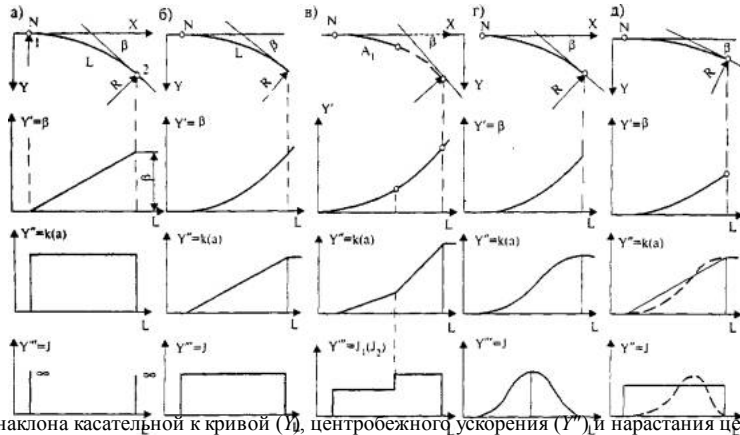 а) б) в) г) д)
N X N N N N
1 β β A₁ β β β
L 2 L
R R R R
Y Y Y Y Y
Y'=β Y'= β Y' Y'=β Y'=β
β
L L L L L
Y''=k(a) Y''=k(a) Y''=k(a) Y''=k(a) Y''=k(a)
L L L L L
Y'''=J Y'''=J Y'''=J₁(J₂) Y'''=J Y''=J
∞ ∞
L L L L L
наклона касательной к кривой (Y), центробежного ускорения (Y'') и нарастания це